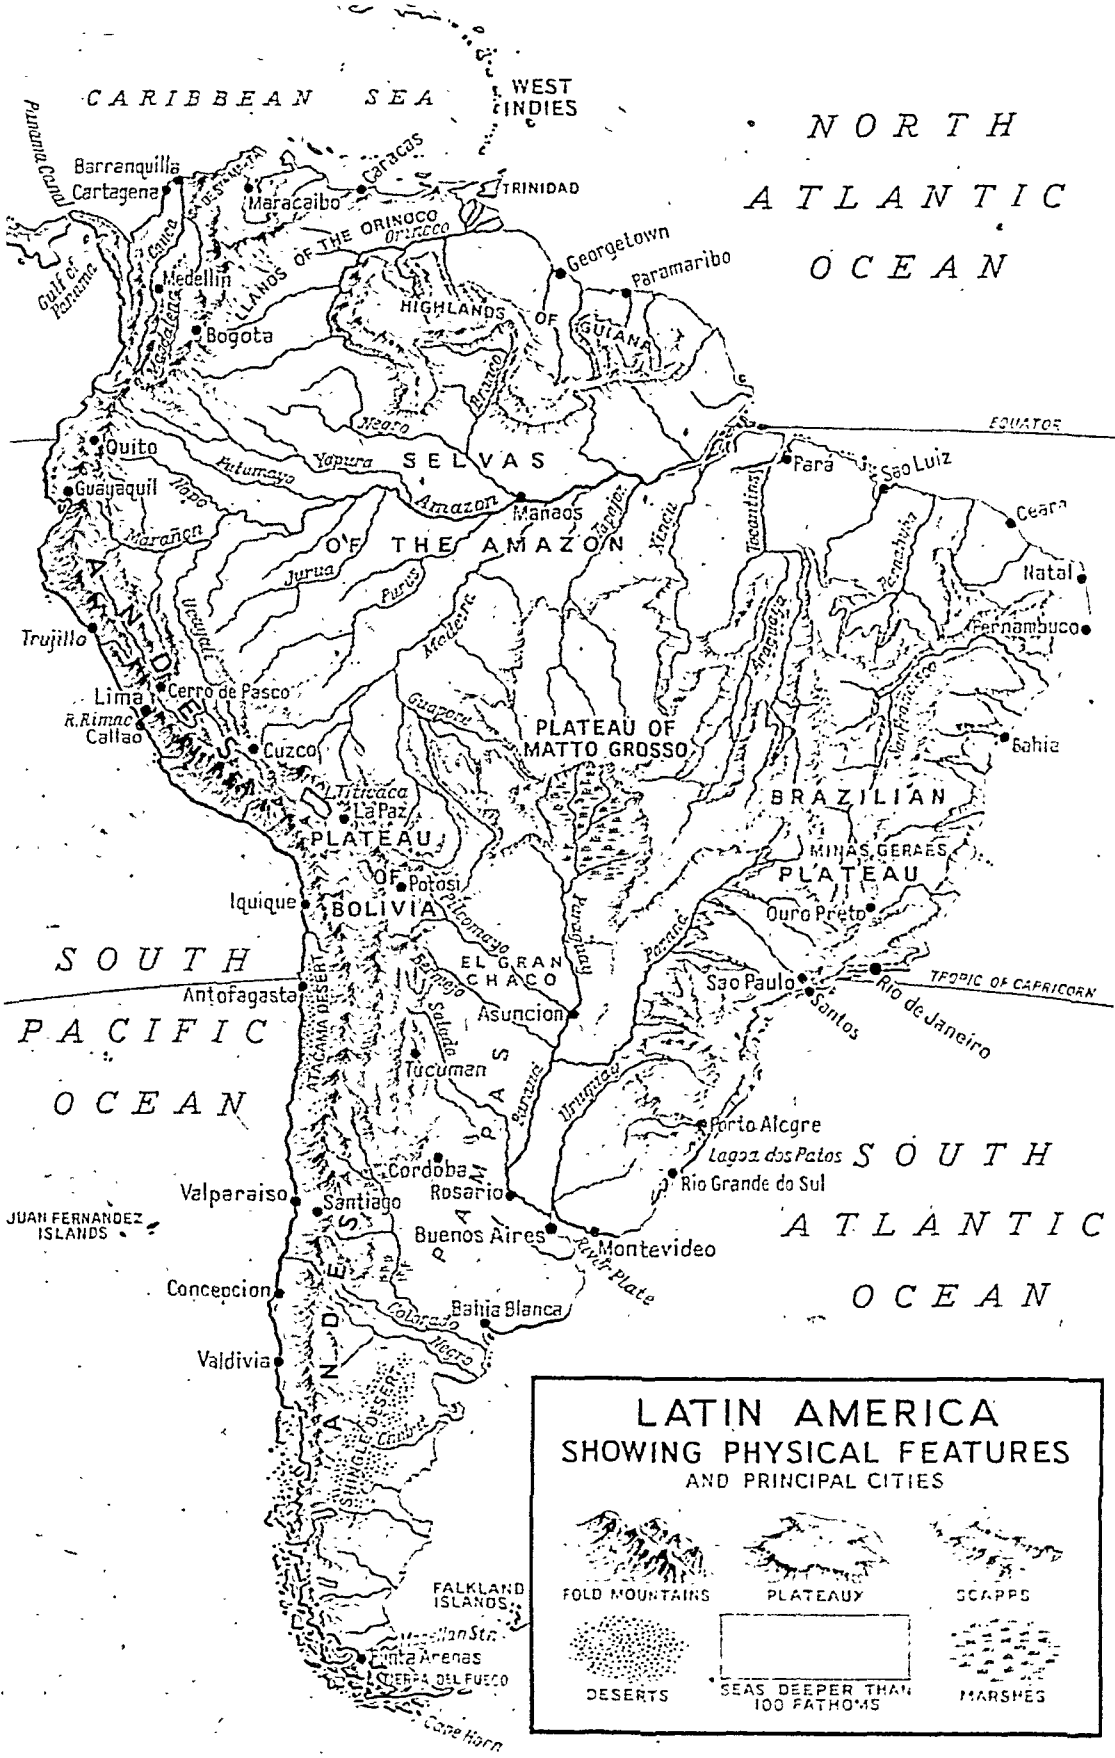 CARIBBEAN SEA
WEST
INDIES
NORTH
ATLANTIC
OCEAN
Panama Canal
Barranquilla
Cartagena
Maracaibo
Caracas
TRINIDAD
LLANOS OF THE ORINOCO
Orinoco
Cauca
Gulf of
Panama
Medellin
Magdalena
Bogota
Georgetown
Paramaribo
HIGHLANDS OF GUIANA
Branco
Negro
EQUATOR
Quito
Putumayo
Yapura
SELVAS
Para
Sao Luiz
Guayaquil
Napo
Amazon
Manaos
Tapajoz
Xingu
Tocantins
Ceara
Marañon
OF THE AMAZON
Parnahyba
Jurua
Purus
Natal
ANDES
Ucayali
Madeira
Araguaya
Pernambuco
Trujillo
Lima
Cerro de Pasco
R. Rimac
Callao
Guapore
PLATEAU OF
MATTO GROSSO
San Francisco
Bahia
Cuzco
L. Titicaca
La Paz
BRAZILIAN
PLATEAU
MINAS GERAES
PLATEAU
OF
Potosi
Iquique
BOLIVIA
Pilcomayo
Paraguay
Parana
Ouro Preto
SOUTH
EL GRAN
CHACO
Bermejo
Sao Paulo
TROPIC OF CAPRICORN
Antofagasta
ATACAMA DESERT
Asuncion
Santos
Rio de Janeiro
PACIFIC
Salado
Tucuman
PAMPAS
Parana
Uruguay
OCEAN
Porto Alegre
Lagoa dos Patos
SOUTH
Cordoba
Valparaiso
Rosario
Rio Grande do Sul
Santiago
JUAN FERNANDEZ
ISLANDS
ATLANTIC
Buenos Aires
Montevideo
River Plate
ANDES
Concepcion
OCEAN
Colorado
Bahia Blanca
Negro
Valdivia
SHINGLE DESERT
Chubut
LATIN AMERICA
SHOWING PHYSICAL FEATURES
AND PRINCIPAL CITIES
FOLD MOUNTAINS
PLATEAUX
SCARPS
FALKLAND
ISLANDS
Magellan Str.
Punta Arenas
TIERRA DEL FUEGO
Cape Horn
DESERTS
SEAS DEEPER THAN
100 FATHOMS
MARSHES